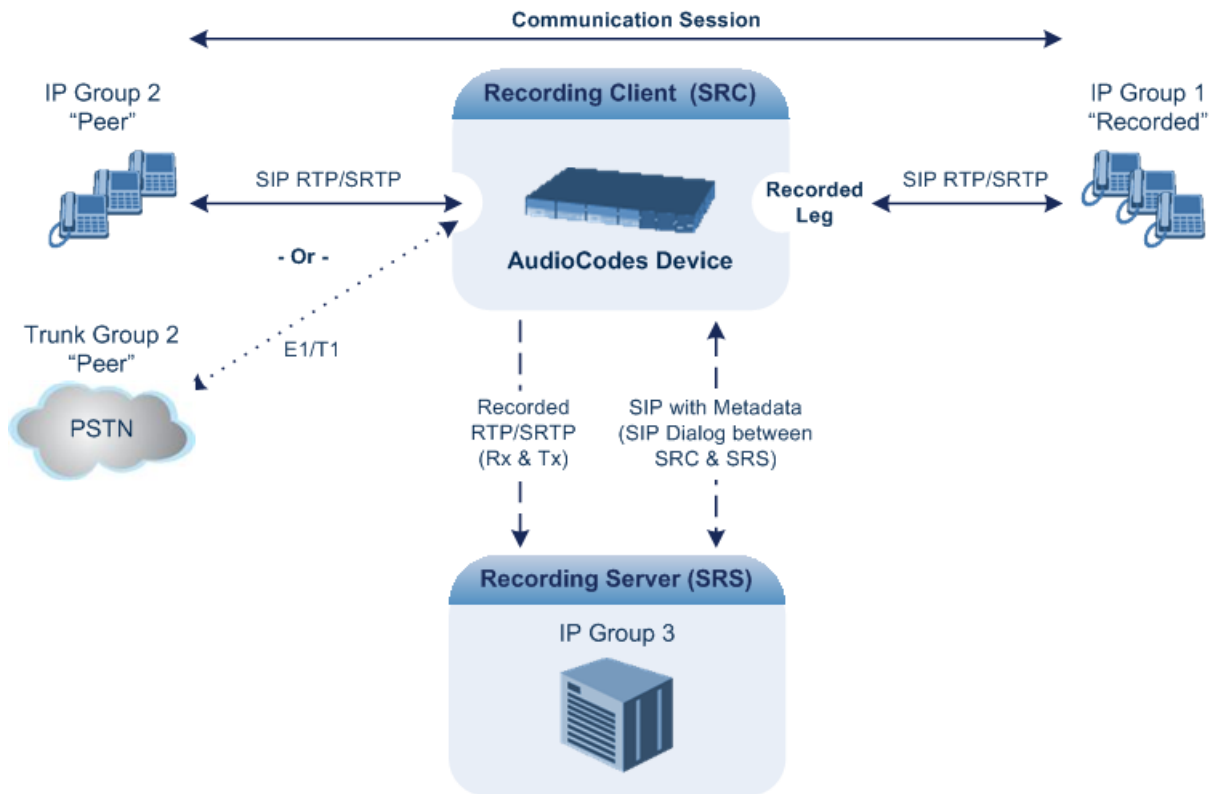 Communication Session
IP Group 2
“Peer”
Recording Client (SRC)
IP Group 1
“Recorded”
SIP RTP/SRTP
Recorded
Leg
SIP RTP/SRTP
- Or -
AudioCodes Device
Trunk Group 2
“Peer”
E1/T1
PSTN
Recorded
RTP/SRTP
(Rx & Tx)
SIP with Metadata
(SIP Dialog between
SRC & SRS)
Recording Server (SRS)
IP Group 3